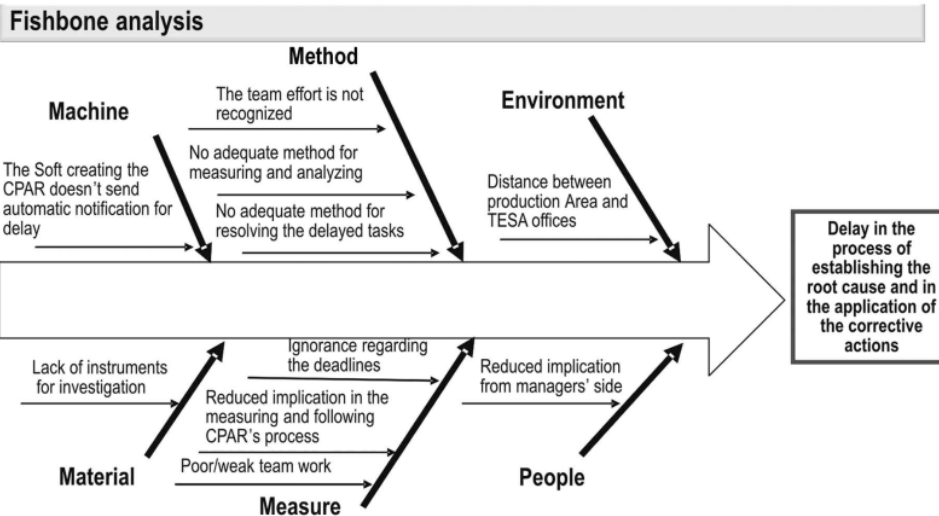 Fishbone analysis
Method
Machine
Environment
The team effort is not
recognized
The Soft creating the
CPAR doesn't send
automatic notification for
delay
No adequate method for
measuring and analyzing
No adequate method for
resolving the delayed tasks
Distance between
production Area and
TESA offices
Delay in the
process of
establishing the
root cause and in
the application of
the corrective
actions
Lack of instruments
for investigation
Ignorance regarding
the deadlines
Reduced implication in the
measuring and following
CPAR's process
Poor/weak team work
Reduced implication
from managers' side
Material
Measure
People